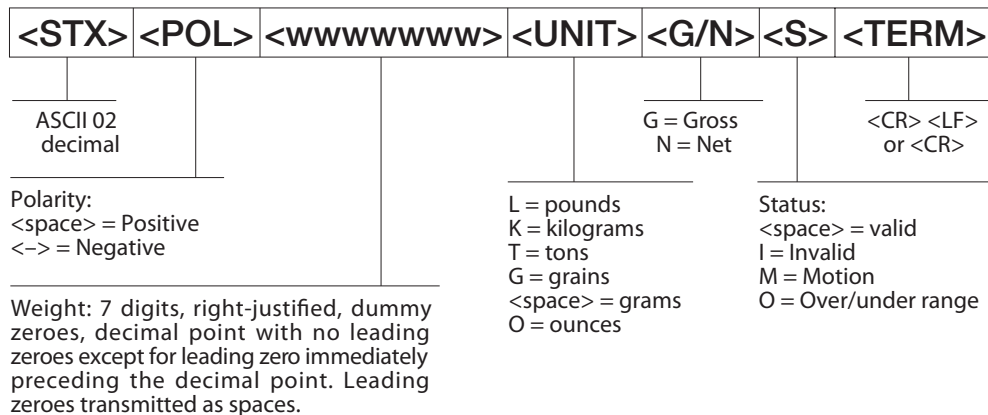 <STX> <POL> <wwwwwww> <UNIT> <G/N> <S> <TERM>
ASCII 02
decimal
G = Gross
N = Net
<CR> <LF>
or <CR>
Polarity:
<space> = Positive
<–> = Negative
L = pounds
K = kilograms
T = tons
G = grains
<space> = grams
O = ounces
Status:
<space> = valid
I = Invalid
M = Motion
O = Over/under range
Weight: 7 digits, right-justified, dummy
zeroes, decimal point with no leading
zeroes except for leading zero immediately
preceding the decimal point. Leading
zeroes transmitted as spaces.